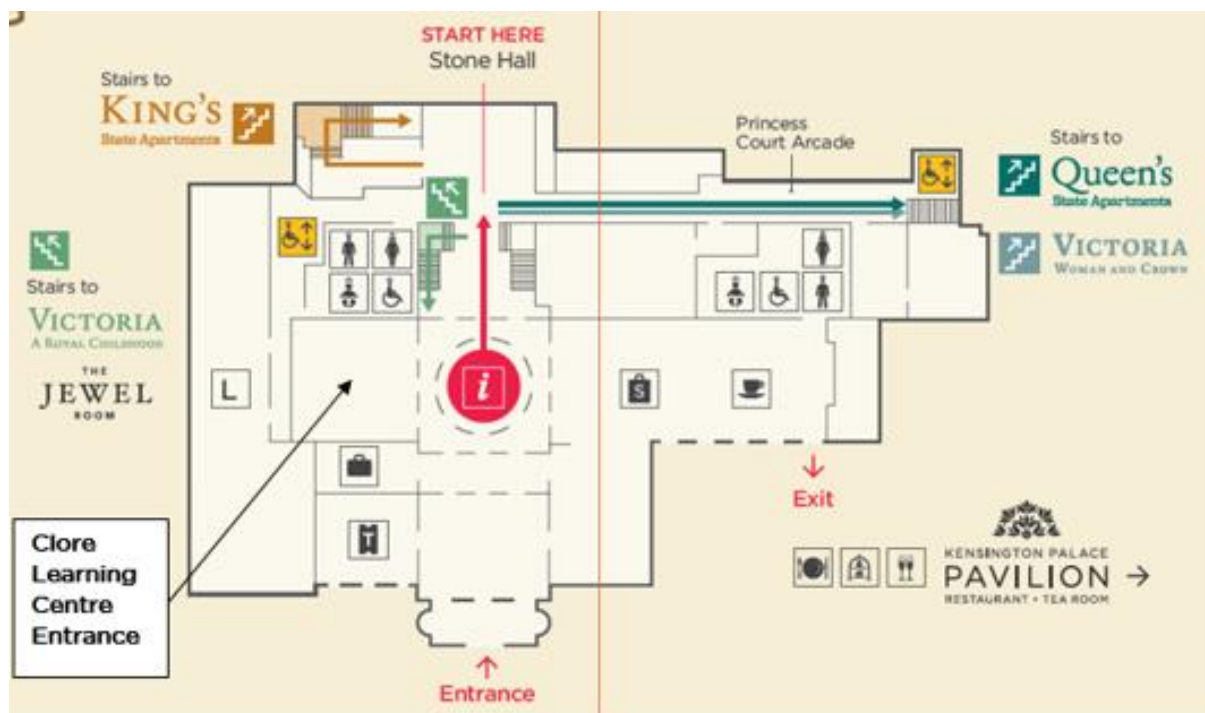 START HERE
Stone Hall
Stairs to
KING'S
State Apartments
Princess
Court Arcade
Stairs to
Queen's
State Apartments
VICTORIA
WOMAN AND CROWN
Stairs to
VICTORIA
A ROYAL CHILDHOOD
THE
JEWEL
ROOM
L
i
S
T
Clore
Learning
Centre
Entrance
Exit
KENSINGTON PALACE
PAVILION →
RESTAURANT • TEA ROOM
Entrance